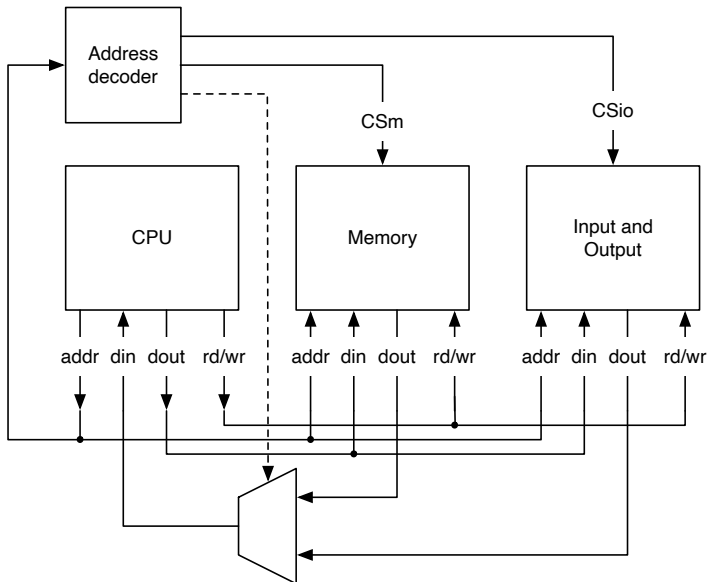 Address
decoder
CSm
CSio
CPU
Memory
Input and
Output
addr din dout rd/wr
addr din dout rd/wr
addr din dout rd/wr